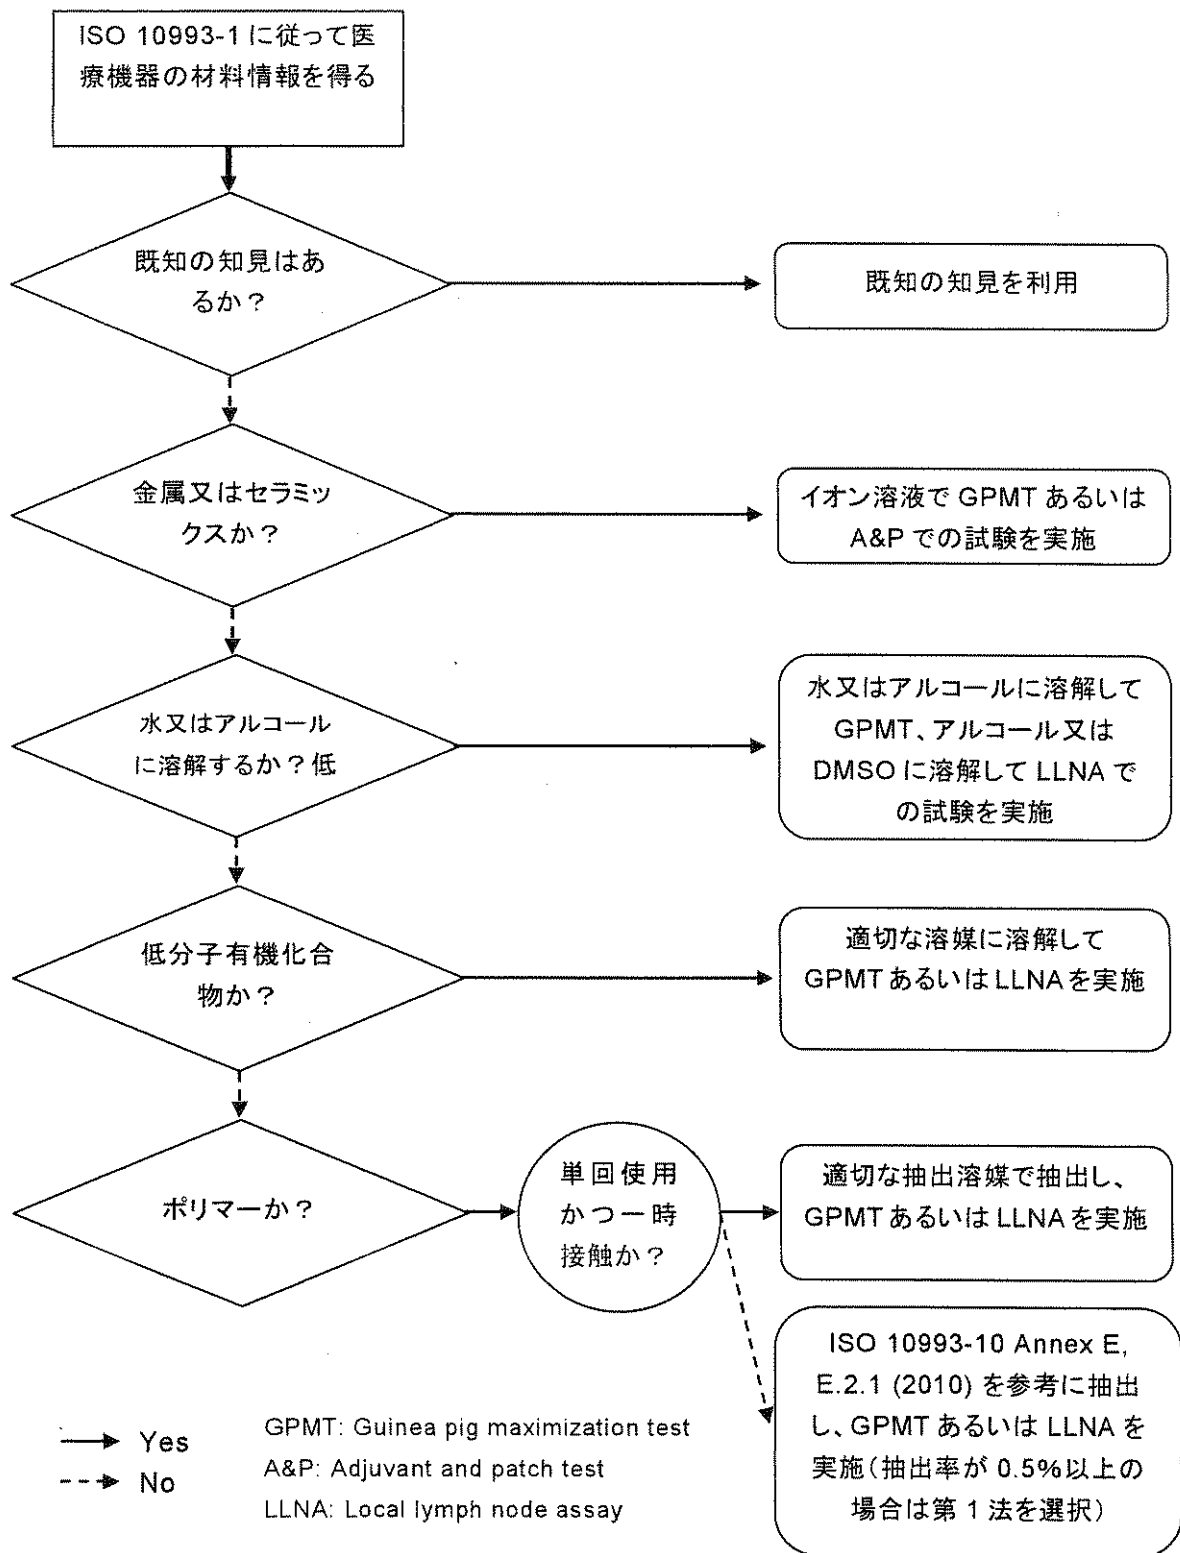 ISO 10993-1 に従って医
療機器の材料情報を得る
既知の知見はあ
るか？
既知の知見を利用
金属又はセラミッ
クスか？
イオン溶液で GPMT あるいは
A&P での試験を実施
水又はアルコール
に溶解するか？低
水又はアルコールに溶解して
GPMT、アルコール又は
DMSO に溶解して LLNA で
の試験を実施
低分子有機化合
物か？
適切な溶媒に溶解して
GPMT あるいは LLNA を実施
ポリマーか？
単回使用
かつ一時
接触か？
適切な抽出溶媒で抽出し、
GPMT あるいは LLNA を実施
ISO 10993-10 Annex E,
E.2.1 (2010) を参考に抽出
し、GPMT あるいは LLNA を
実施（抽出率が 0.5%以上の
場合は第 1 法を選択）
Yes
No
GPMT: Guinea pig maximization test
A&P: Adjuvant and patch test
LLNA: Local lymph node assay